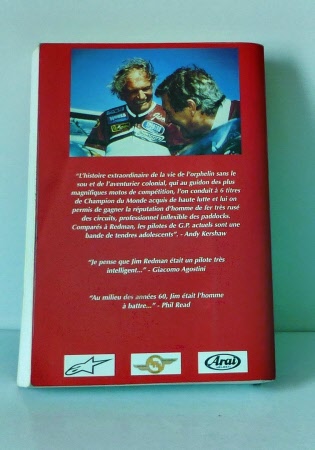 "L'histoire extraordinaire de la vie de l'orphelin sans le
sou et de l'aventurier colonial, qui au guidon des plus
magnifiques motos de compétition, l'on conduit à 6 titres
de Champion du Monde acquis de haute lutte et lui on
permis de gagner la réputation d'homme de fer très rusé
des circuits, professionnel inflexible des paddocks.
Comparés à Redman, les pilotes de G.P. actuels sont une
bande de tendres adolescents". - Andy Kershaw
"Je pense que Jim Redman était un pilote très
intelligent..." - Giacomo Agostini
"Au milieu des années 60, Jim était l'homme
à battre..." - Phil Read
Arai